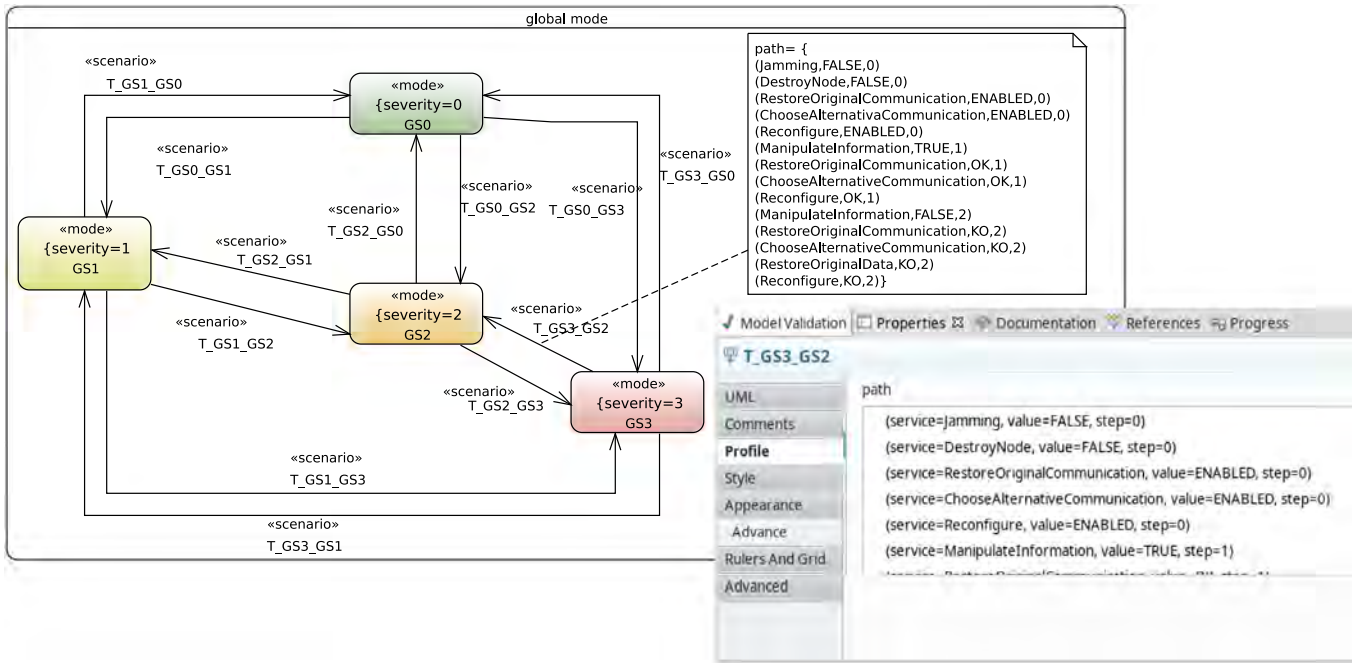 global mode
«scenario»
T_GS1_GS0
«mode»
{severity=0
GS0
«scenario»
T_GS0_GS1
«scenario»
T_GS0_GS2
«scenario»
T_GS0_GS3
«scenario»
T_GS3_GS0
«scenario»
T_GS2_GS0
«mode»
{severity=1
GS1
«scenario»
T_GS2_GS1
«mode»
{severity=2
GS2
«scenario»
T_GS1_GS2
«scenario»
T_GS3_GS2
«scenario»
T_GS2_GS3
«mode»
{severity=3
GS3
«scenario»
T_GS1_GS3
«scenario»
T_GS3_GS1
path= {
(Jamming,FALSE,0)
(DestroyNode,FALSE,0)
(RestoreOriginalCommunication,ENABLED,0)
(ChooseAlternativaCommunication,ENABLED,0)
(Reconfigure,ENABLED,0)
(ManipulateInformation,TRUE,1)
(RestoreOriginalCommunication,OK,1)
(ChooseAlternativeCommunication,OK,1)
(Reconfigure,OK,1)
(ManipulateInformation,FALSE,2)
(RestoreOriginalCommunication,KO,2)
(ChooseAlternativeCommunication,KO,2)
(RestoreOriginalData,KO,2)
(Reconfigure,KO,2)}
Model Validation Properties Documentation References Progress
T_GS3_GS2
UML
Comments
Profile
Style
Appearance
Advance
Rulers And Grid
Advanced
path
(service=Jamming, value=FALSE, step=0)
(service=DestroyNode, value=FALSE, step=0)
(service=RestoreOriginalCommunication, value=ENABLED, step=0)
(service=ChooseAlternativeCommunication, value=ENABLED, step=0)
(service=Reconfigure, value=ENABLED, step=0)
(service=ManipulateInformation, value=TRUE, step=1)